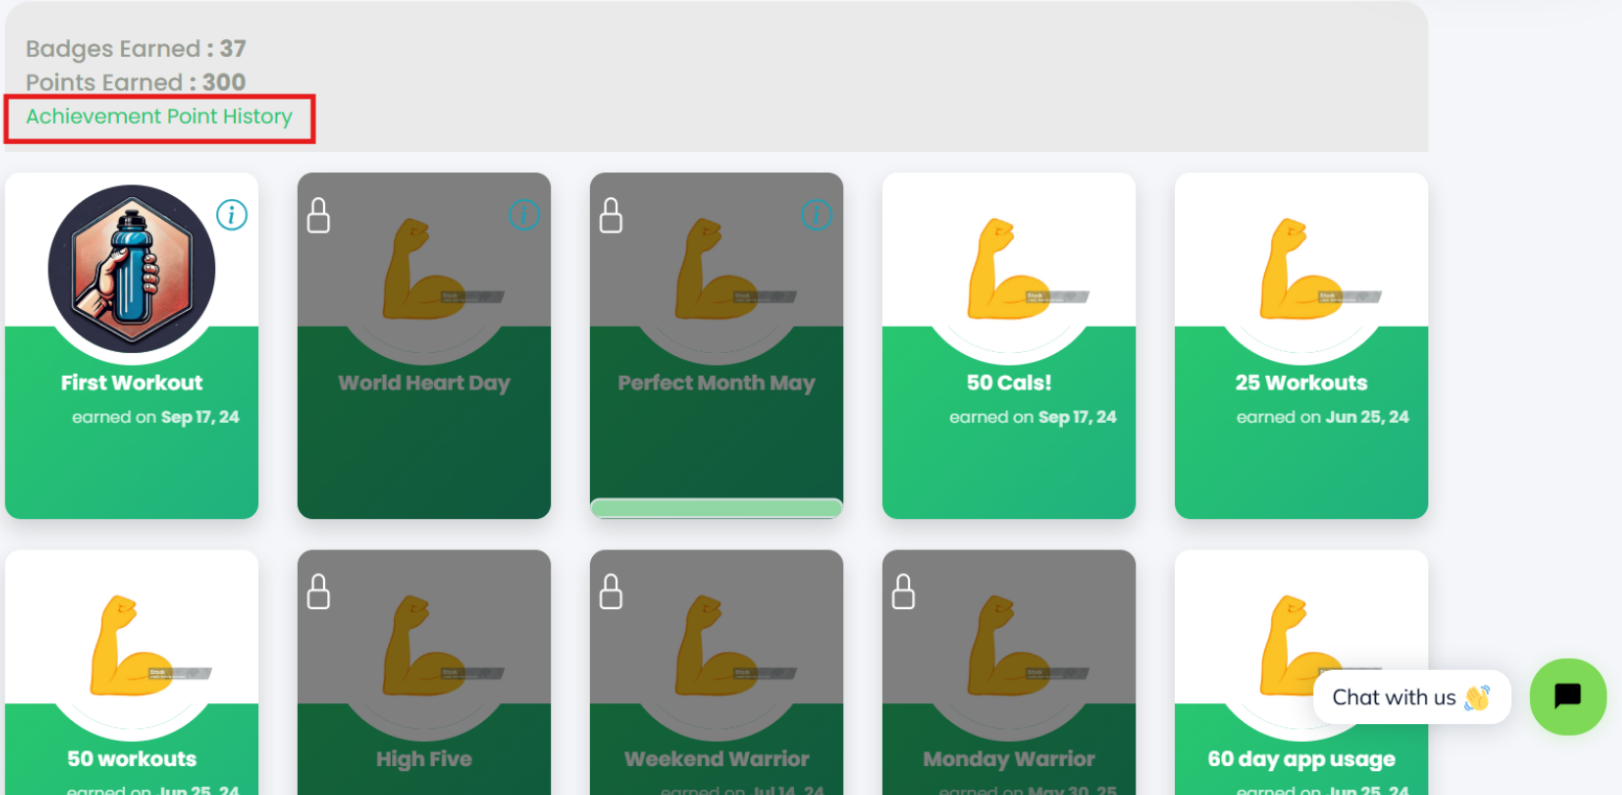 Badges Earned : 37
Points Earned : 300
Achievement Point History
First Workout
earned on Sep 17, 24
World Heart Day
Perfect Month May
50 Cals!
earned on Sep 17, 24
25 Workouts
earned on Jun 25, 24
50 workouts
earned on Jun 25, 24
High Five
Weekend Warrior
earned on Jul 14, 24
Monday Warrior
earned on May 30, 25
60 day app usage
earned on Jun 25, 24
Chat with us 👋